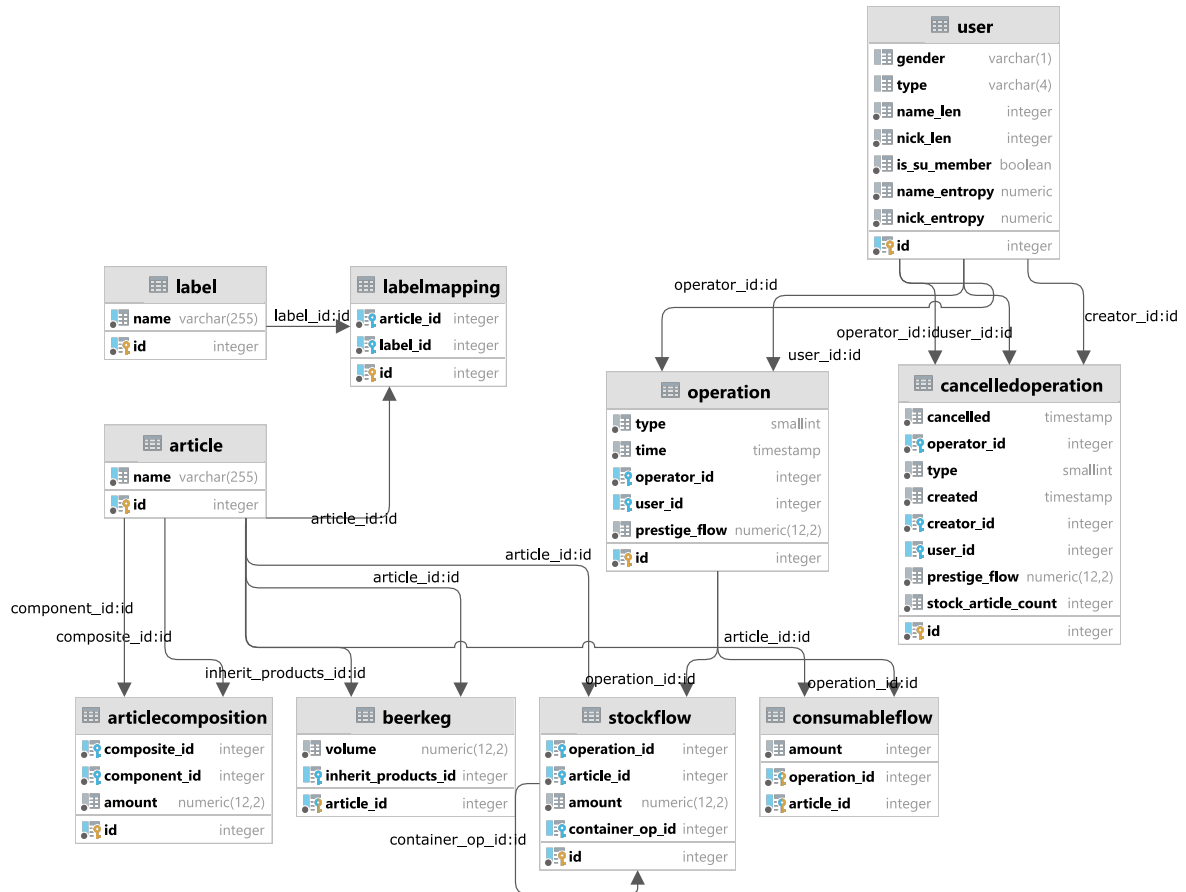 user
gender varchar(1)
type varchar(4)
name_len integer
nick_len integer
is_su_member boolean
name_entropy numeric
nick_entropy numeric
id integer
label
name varchar(255)
id integer
label_id:id
labelmapping
article_id integer
label_id integer
id integer
operator_id:id
operator_id:id
user_id:id
creator_id:id
user_id:id
operation
type smallint
time timestamp
operator_id integer
user_id integer
prestige_flow numeric(12,2)
id integer
cancelledoperation
cancelled timestamp
operator_id integer
type smallint
created timestamp
creator_id integer
user_id integer
prestige_flow numeric(12,2)
stock_article_count integer
id integer
article
name varchar(255)
id integer
article_id:id
article_id:id
article_id:id
component_id:id
composite_id:id
inherit_products_id:id
article_id:id
operation_id:id
operation_id:id
articlecomposition
composite_id integer
component_id integer
amount numeric(12,2)
id integer
beerkeg
volume numeric(12,2)
inherit_products_id integer
article_id integer
stockflow
operation_id integer
article_id integer
amount numeric(12,2)
container_op_id integer
id integer
container_op_id:id
consumableflow
amount integer
operation_id integer
article_id integer